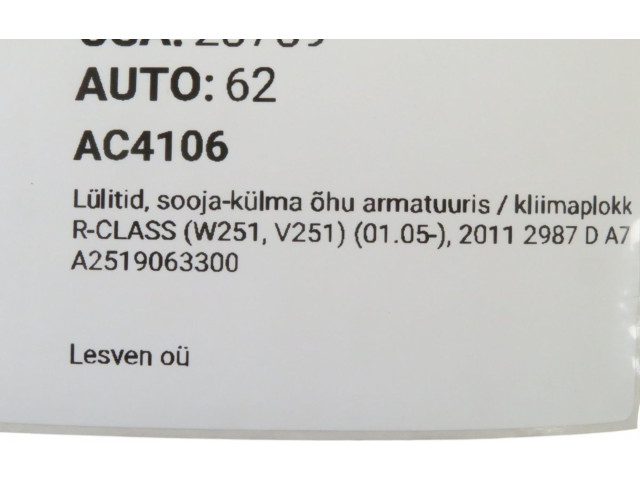 AUTO: 62
AC4106
Lülitid, sooja-külma õhu armatuuris / kliimaplokk
R-CLASS (W251, V251) (01.05-), 2011 2987 D A7
A2519063300
Lesven oü